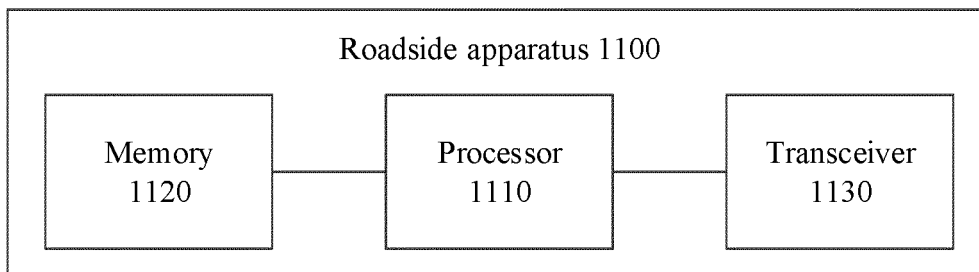 Roadside apparatus 1100
Memory
1120
Processor
1110
Transceiver
1130